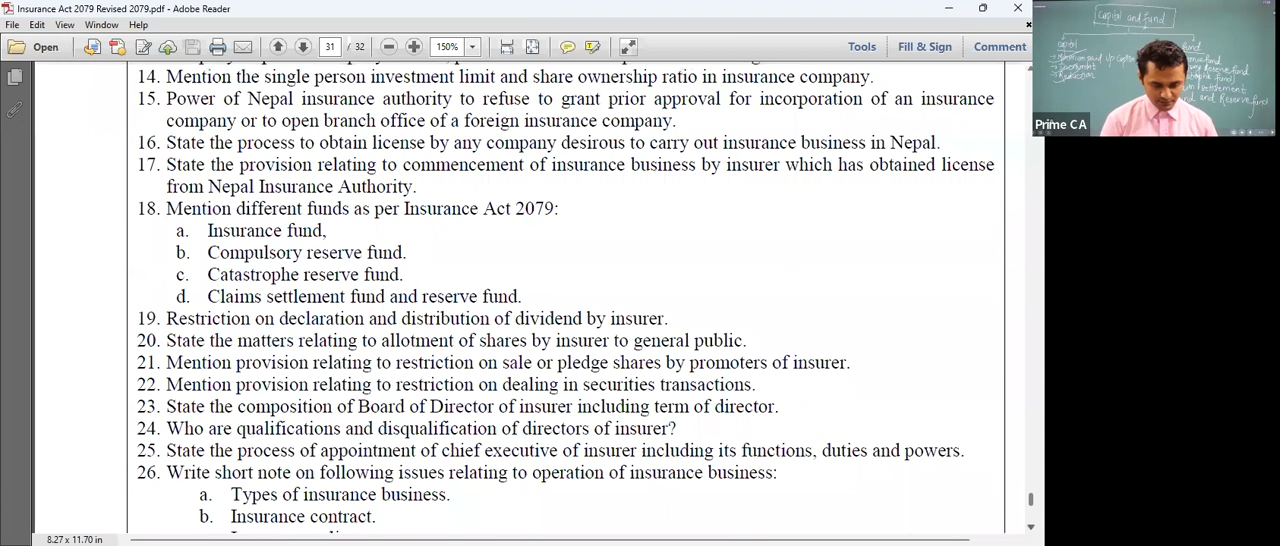 Insurance Act 2079 Revised 2079.pdf - Adobe Reader
File Edit View Window Help
Open 31 / 32 150% Tools Fill & Sign Comment
14. Mention the single person investment limit and share ownership ratio in insurance company.
15. Power of Nepal insurance authority to refuse to grant prior approval for incorporation of an insurance
company or to open branch office of a foreign insurance company.
16. State the process to obtain license by any company desirous to carry out insurance business in Nepal.
17. State the provision relating to commencement of insurance business by insurer which has obtained license
from Nepal Insurance Authority.
18. Mention different funds as per Insurance Act 2079:
a. Insurance fund,
b. Compulsory reserve fund.
c. Catastrophe reserve fund.
d. Claims settlement fund and reserve fund.
19. Restriction on declaration and distribution of dividend by insurer.
20. State the matters relating to allotment of shares by insurer to general public.
21. Mention provision relating to restriction on sale or pledge shares by promoters of insurer.
22. Mention provision relating to restriction on dealing in securities transactions.
23. State the composition of Board of Director of insurer including term of director.
24. Who are qualifications and disqualification of directors of insurer?
25. State the process of appointment of chief executive of insurer including its functions, duties and powers.
26. Write short note on following issues relating to operation of insurance business:
a. Types of insurance business.
b. Insurance contract.
8.27 x 11.70 in
Capital and fund
Capital
fund
Prime CA